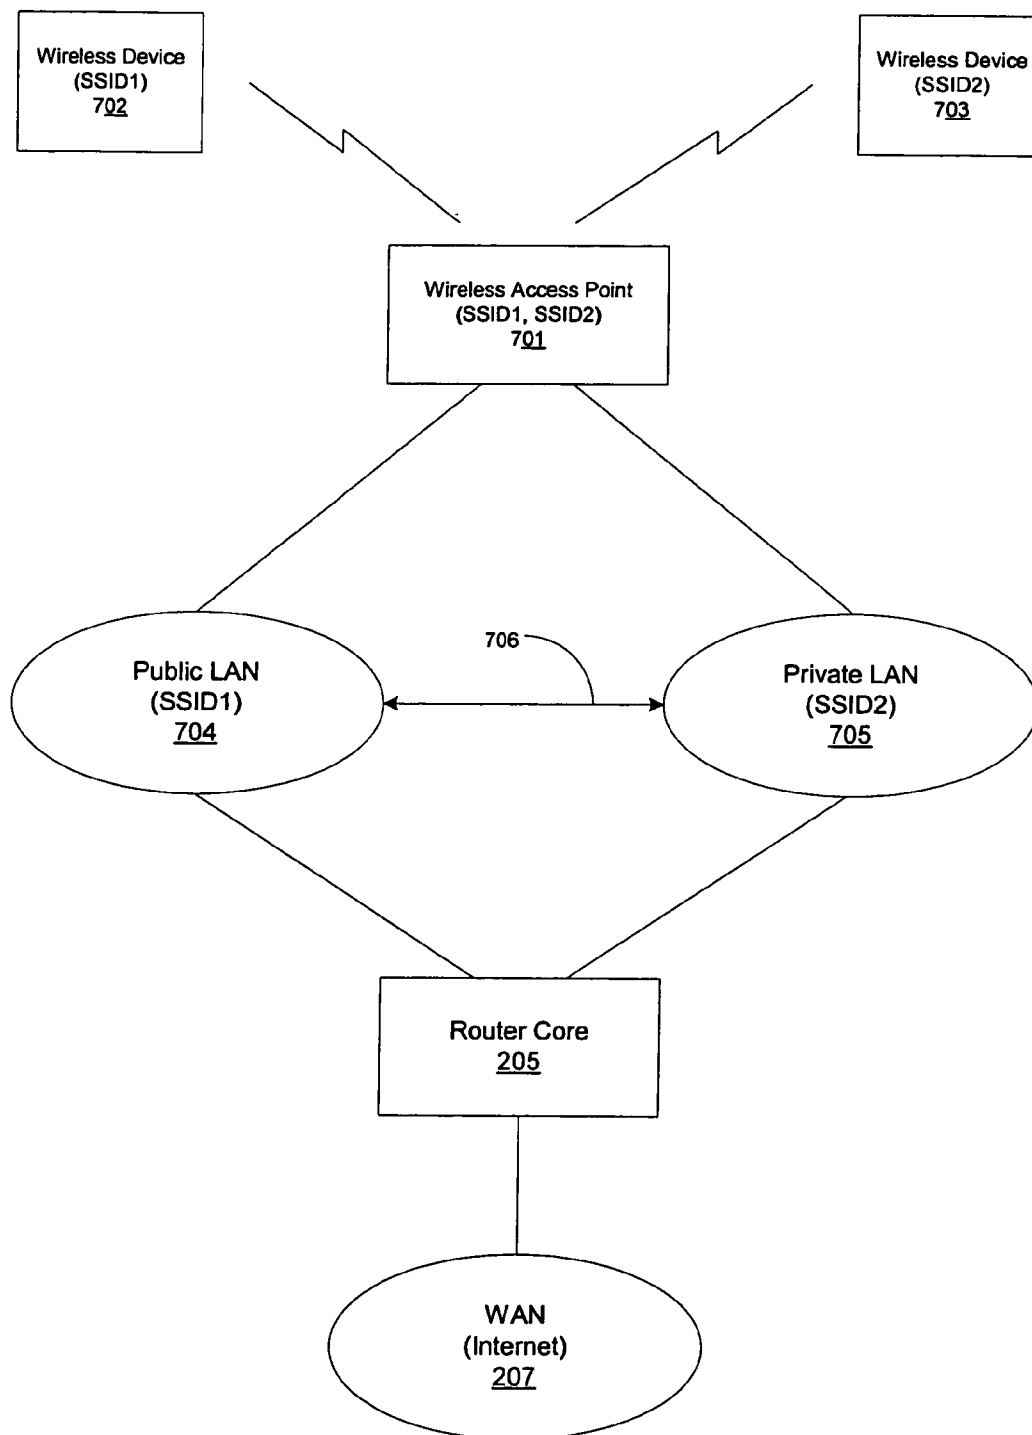 Wireless Device
(SSID1)
702
Wireless Device
(SSID2)
703
Wireless Access Point
(SSID1, SSID2)
701
706
Public LAN
(SSID1)
704
Private LAN
(SSID2)
705
Router Core
205
WAN
(Internet)
207